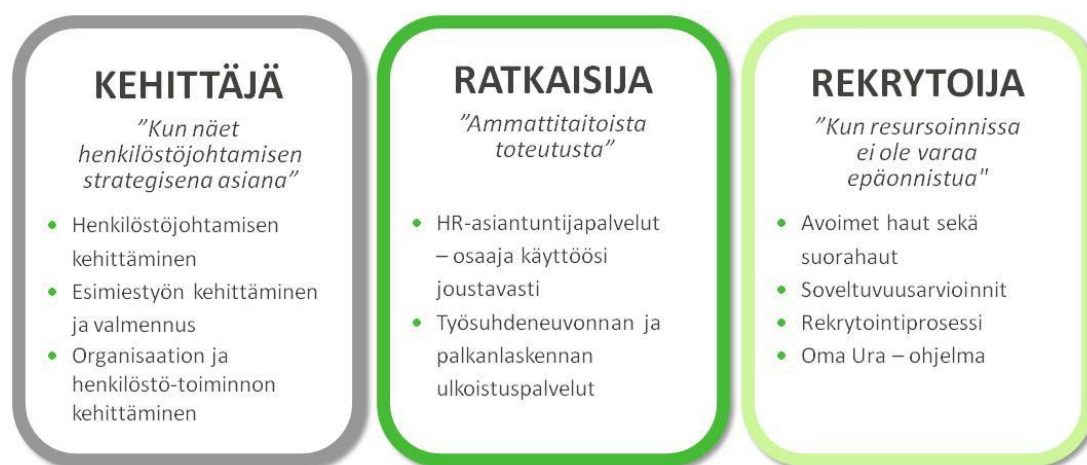 KEHITTÄJÄ
”Kun näet
henkilöstöjohtamisen
strategisena asiana”
• Henkilöstöjohtamisen
kehittäminen
• Esimiestyön kehittäminen
ja valmennus
• Organisaation ja
henkilöstö-toiminnon
kehittäminen
RATKAISIJA
”Ammattitaitoista
toteutusta”
• HR-asiantuntijapalvelut
– osaaja käyttöösi
joustavasti
• Työsuhdeneuvonnan ja
palkanlaskennan
ulkoistuspalvelut
REKRYTOIJA
”Kun resursoinnissa
ei ole varaa
epäonnistua"
• Avoimet haut sekä
suorahaut
• Soveltuvuusarvioinnit
• Rekrytointiprosessi
• Oma Ura – ohjelma